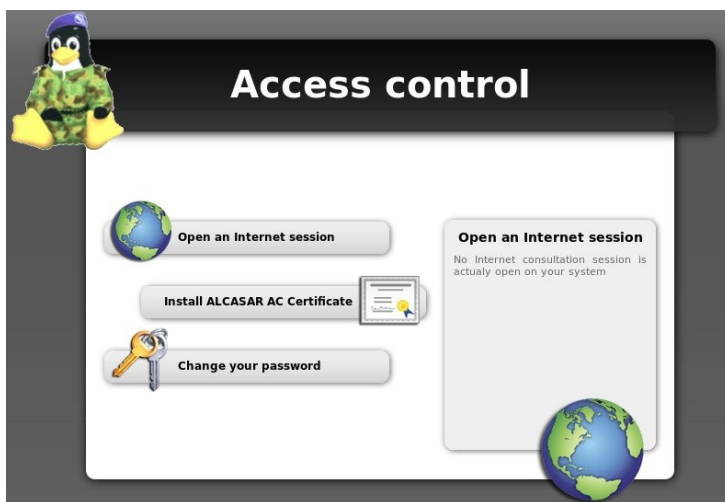 Access control
Open an Internet session
Install ALCASAR AC Certificate
Change your password
Open an Internet session
No Internet consultation session is
actualy open on your system